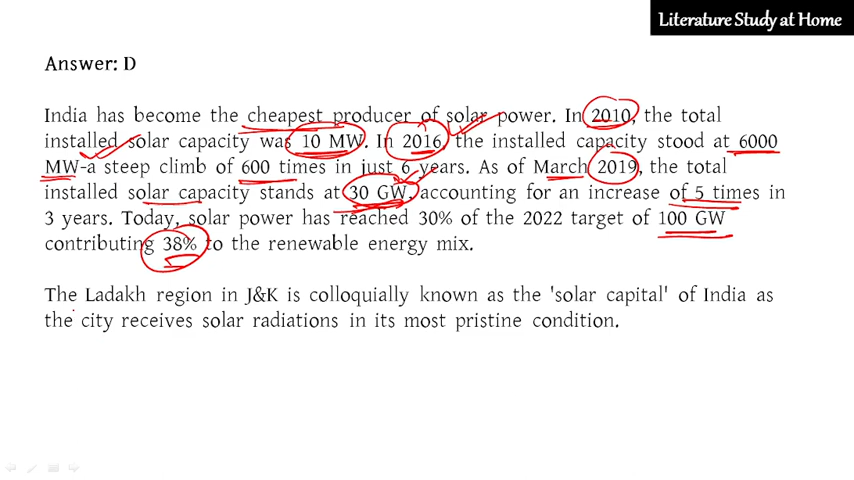 Literature Study at Home
Answer: D
India has become the cheapest producer of solar power. In 2010, the total
installed solar capacity was 10 MW. In 2016, the installed capacity stood at 6000
MW-a steep climb of 600 times in just 6 years. As of March 2019, the total
installed solar capacity stands at 30 GW, accounting for an increase of 5 times in
3 years. Today, solar power has reached 30% of the 2022 target of 100 GW
contributing 38% to the renewable energy mix.
The Ladakh region in J&K is colloquially known as the 'solar capital' of India as
the city receives solar radiations in its most pristine condition.